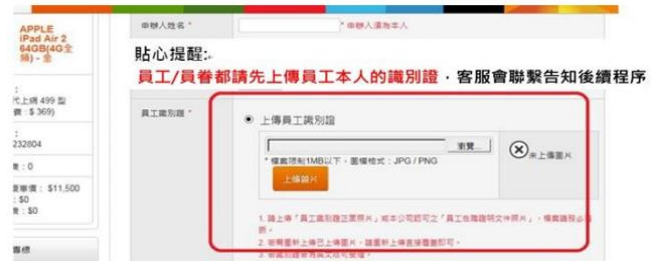 APPLE
iPad Air 2
64GB(4G全
頻) - 金
499 型
價 : $ 369)
232804
: 0
$11,500
: $0
: $0
申辦人姓名 *
* 申辦人須為本人
貼心提醒:
員工/員眷都請先上傳員工本人的識別證，客服會聯繫告知後續程序
員工識別證 *
上傳員工識別證
瀏覽...
* 檔案限制1MB以下，圖檔格式：JPG / PNG
上傳圖片
未上傳圖片
1. 請上傳「員工識別證正面照片」或本公司認可之「員工在職證明文件照片」，檔案請務必
2. 若需重新上傳已上傳圖片，請重新上傳直接覆蓋即可。